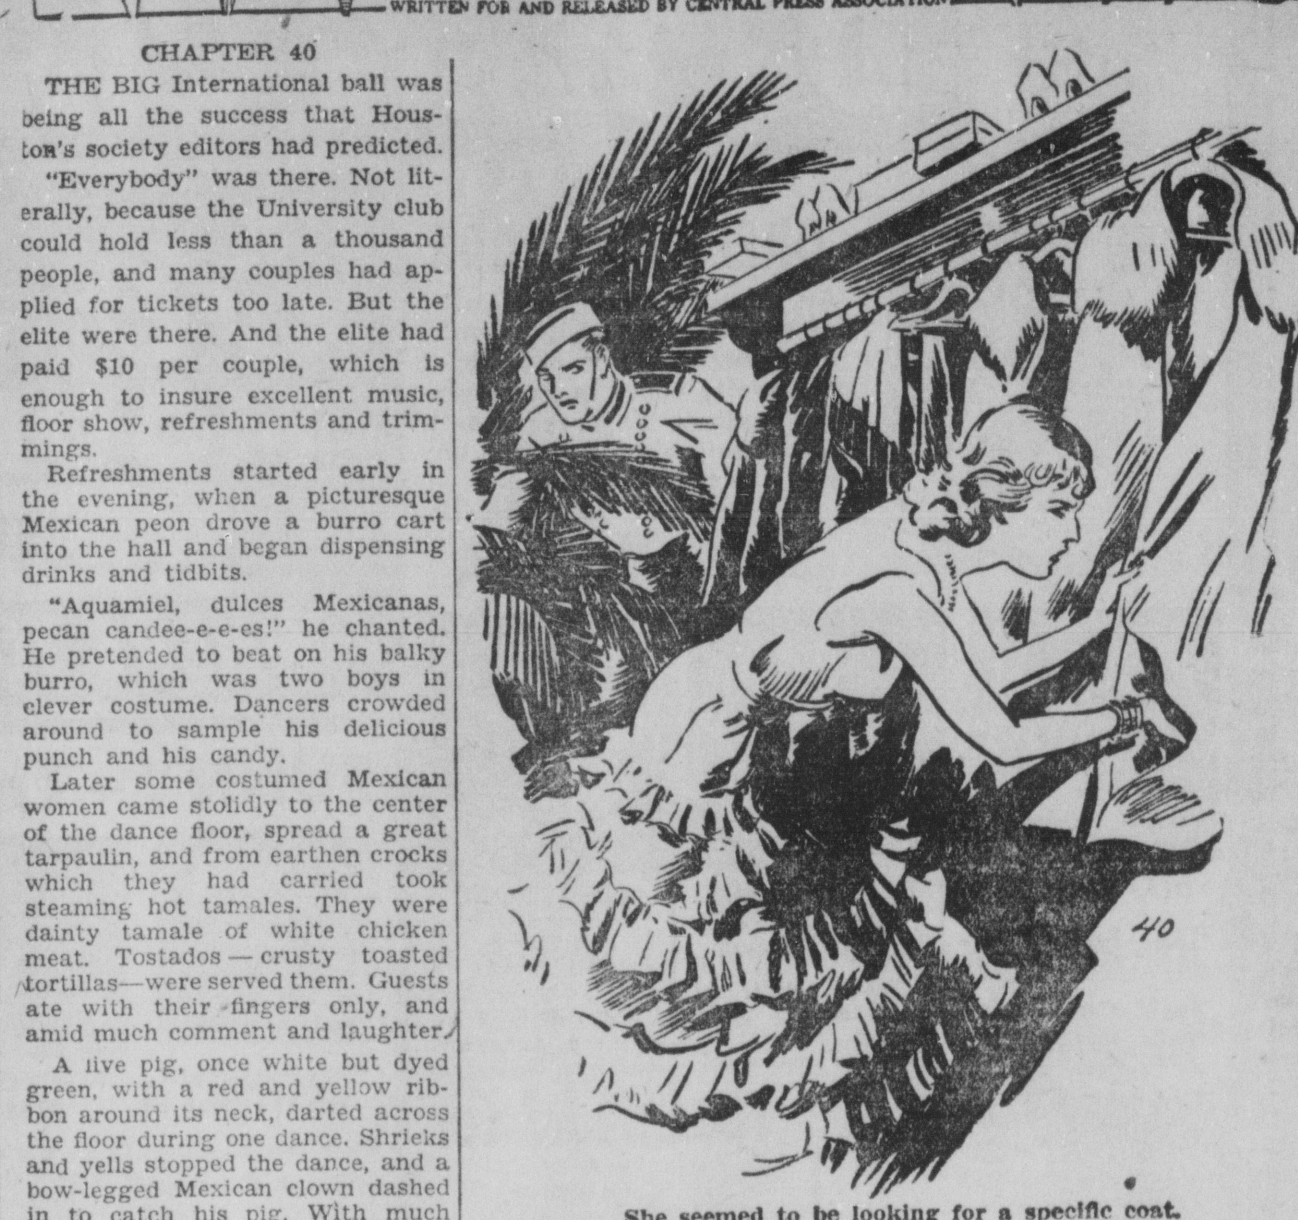 WRITTEN FOR AND RELEASED BY CENTRAL PRESS ASSOCIATION
CHAPTER 40
THE BIG International ball was
being all the success that Hous-
ton's society editors had predicted.
"Everybody" was there. Not lit-
erally, because the University club
could hold less than a thousand
people, and many couples had ap-
plied for tickets too late. But the
elite were there. And the elite had
paid $10 per couple, which is
enough to insure excellent music,
floor show, refreshments and trim-
mings.
Refreshments started early in
the evening, when a picturesque
Mexican peon drove a burro cart
into the hall and began dispensing
drinks and tidbits.
"Aquamiel, dulces Mexicanas,
pecan candee-e-e-es!" he chanted.
He pretended to beat on his balky
burro, which was two boys in
clever costume. Dancers crowded
around to sample his delicious
punch and his candy.
Later some costumed Mexican
women came stolidly to the center
of the dance floor, spread a great
tarpaulin, and from earthen crocks
which they had carried took
steaming hot tamales. They were
dainty tamale of white chicken
meat. Tostados — crusty toasted
tortillas—were served them. Guests
ate with their fingers only, and
amid much comment and laughter.
A live pig, once white but dyed
green, with a red and yellow rib-
bon around its neck, darted across
the floor during one dance. Shrieks
and yells stopped the dance, and a
bow-legged Mexican clown dashed
in to catch his pig. With much
40
She seemed to be looking for a specific coat.